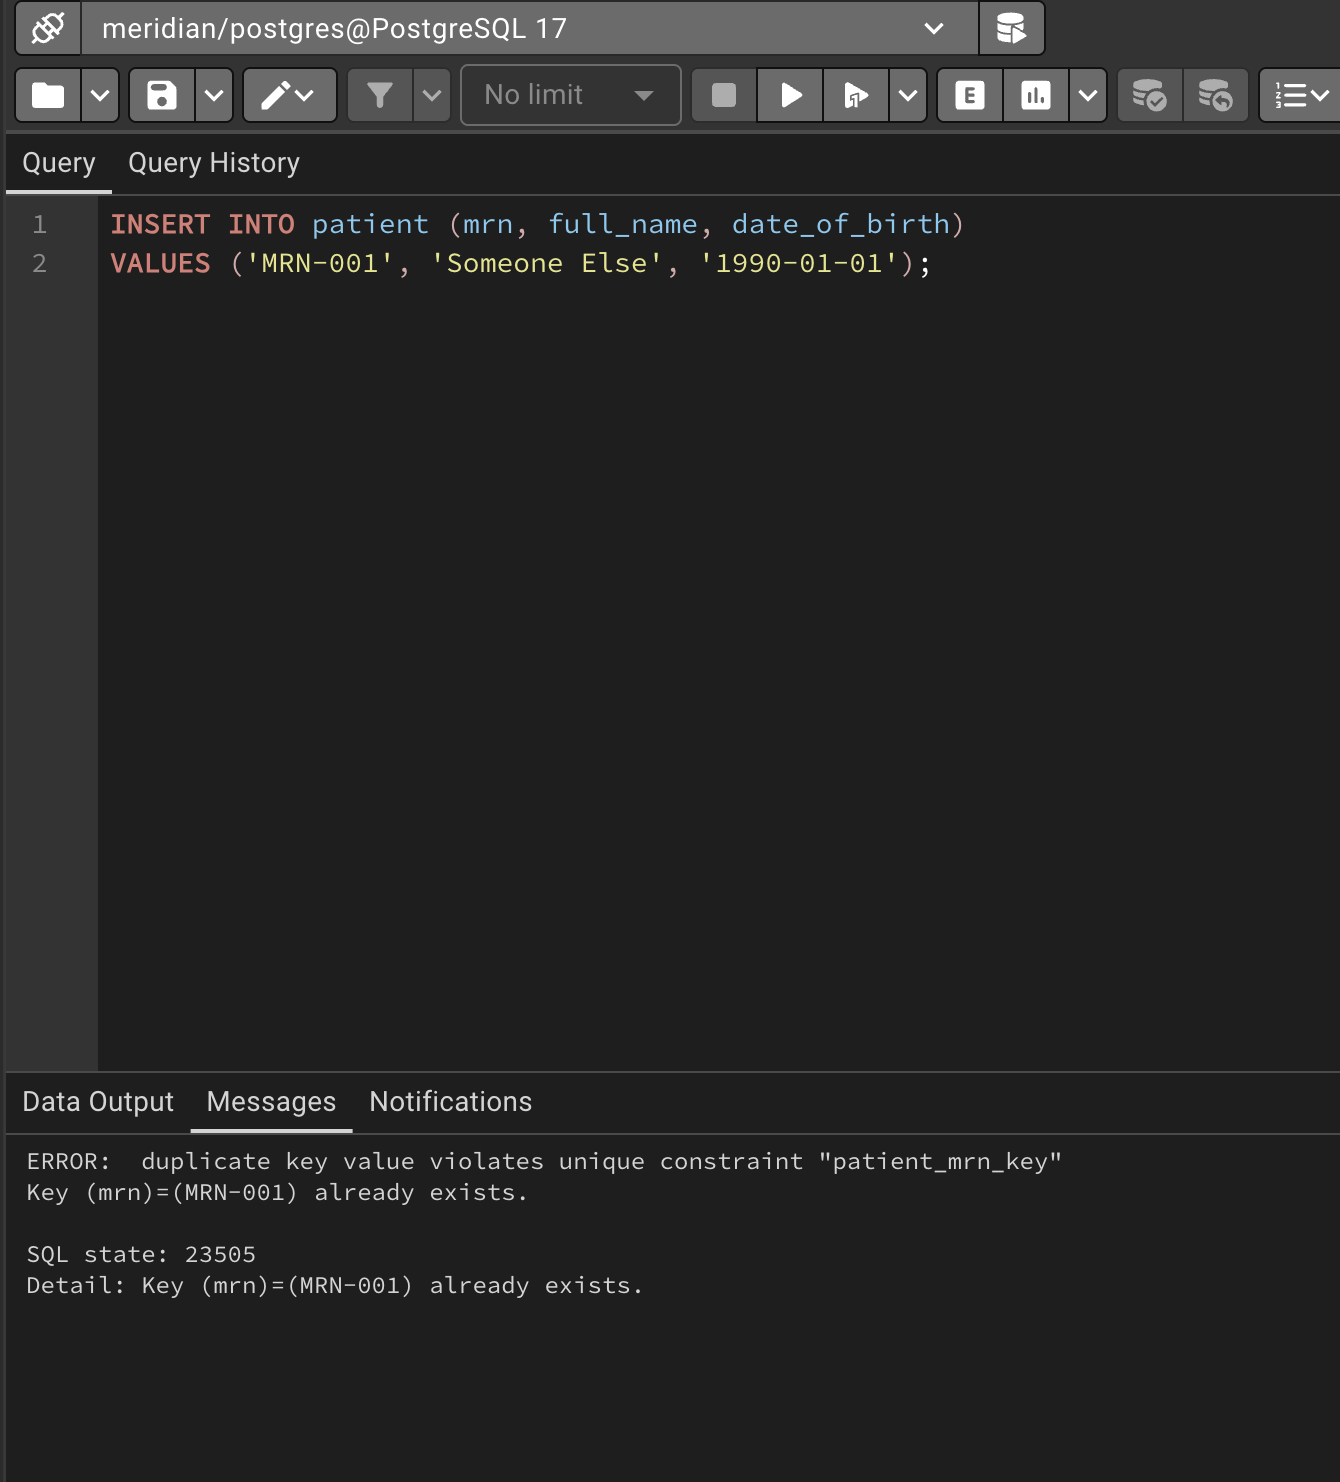 meridian/postgres@PostgreSQL 17
No limit
E
Query Query History
1 INSERT INTO patient (mrn, full_name, date_of_birth)
2 VALUES ('MRN-001', 'Someone Else', '1990-01-01');
Data Output Messages Notifications
ERROR:  duplicate key value violates unique constraint "patient_mrn_key"
Key (mrn)=(MRN-001) already exists.
SQL state: 23505
Detail: Key (mrn)=(MRN-001) already exists.